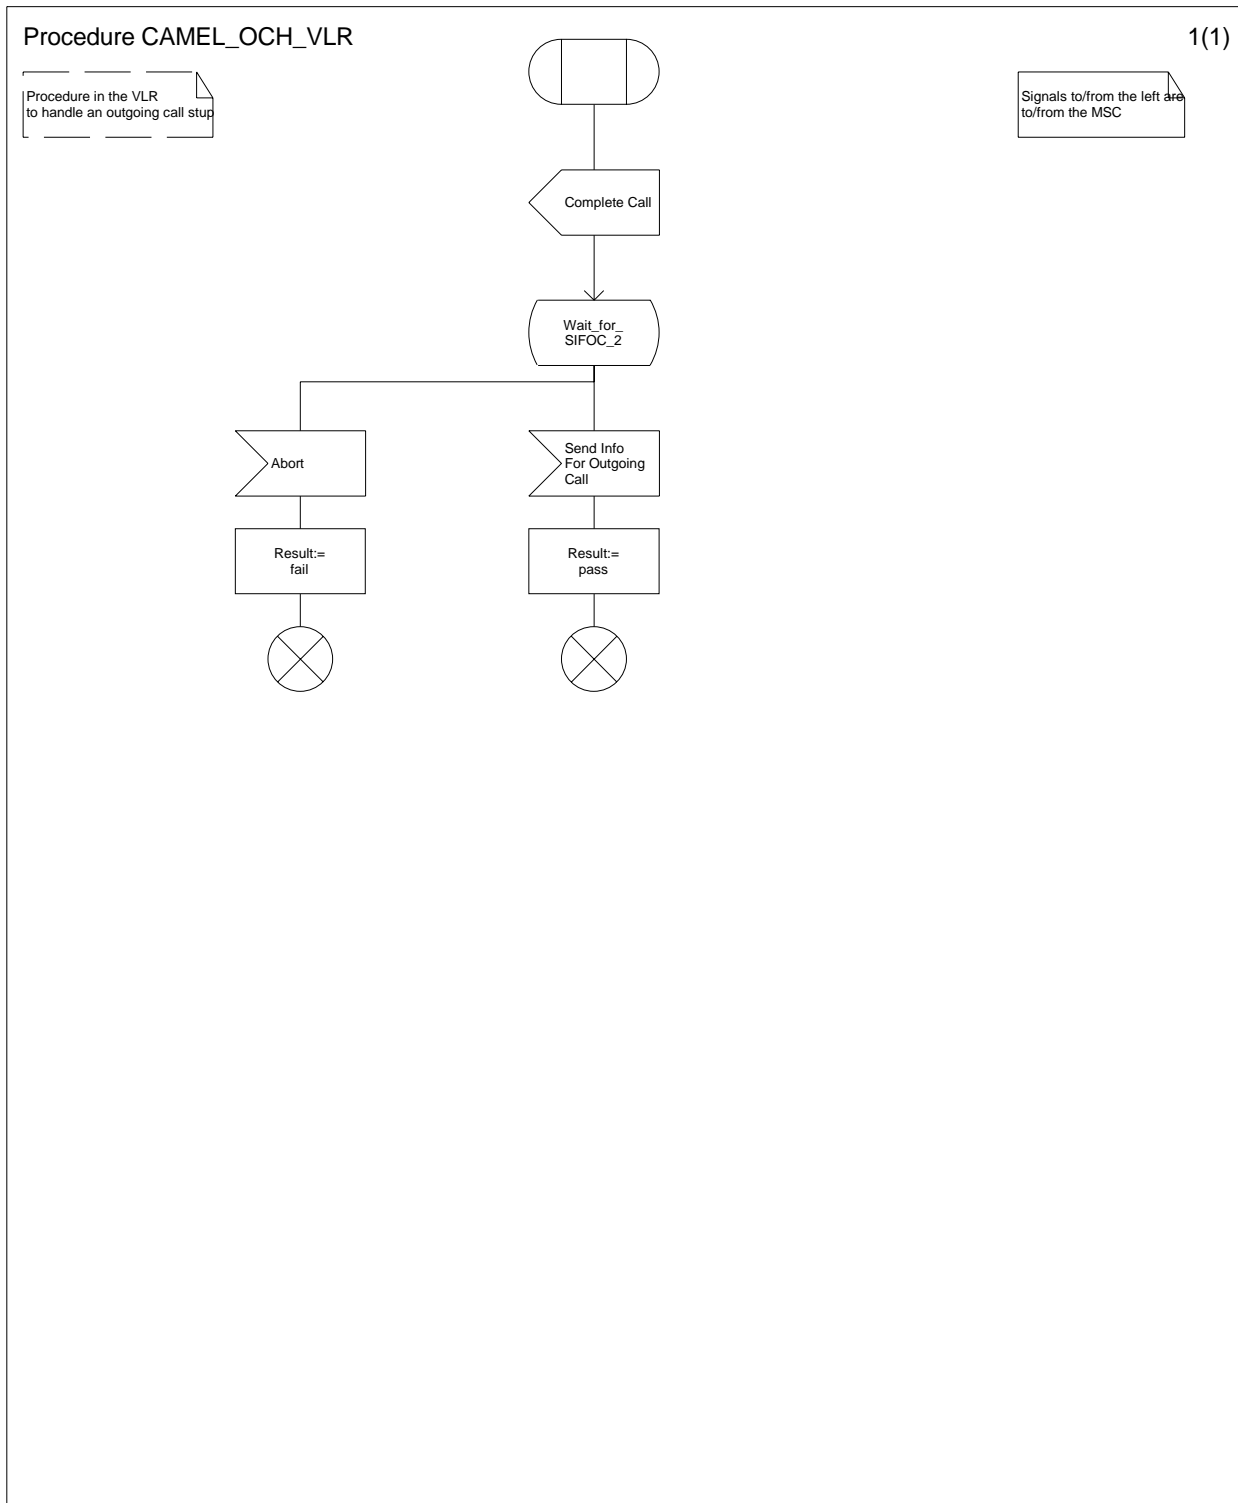 Procedure CAMEL_OCH_VLR
1(1)
Procedure in the VLR
to handle an outgoing call stup
Signals to/from the left are
to/from the MSC
Complete Call
Wait_for_
SIFOC_2
Abort
Send Info
For Outgoing
Call
Result:=
fail
Result:=
pass